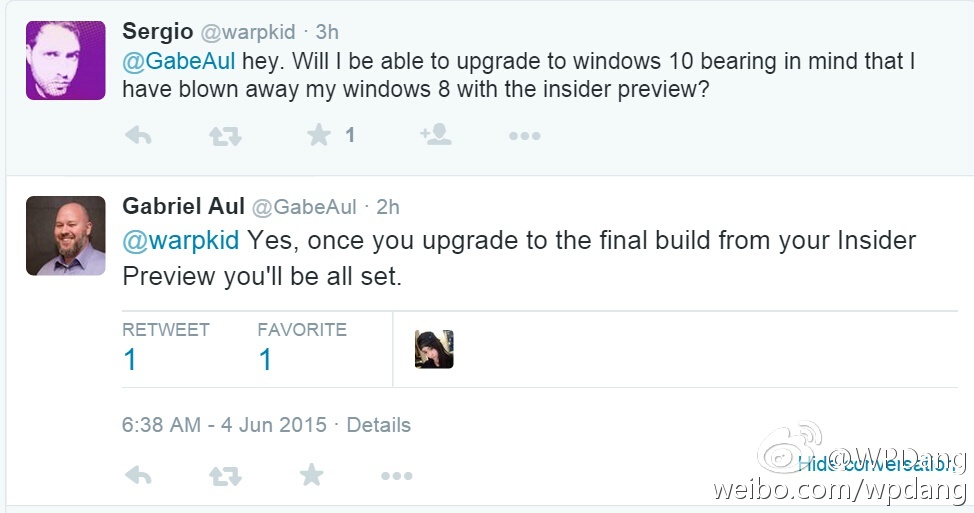 Sergio @warpkid · 3h
@GabeAul hey. Will I be able to upgrade to windows 10 bearing in mind that I
have blown away my windows 8 with the insider preview?
1
Gabriel Aul @GabeAul · 2h
@warpkid Yes, once you upgrade to the final build from your Insider
Preview you'll be all set.
RETWEET FAVORITE
1 1
6:38 AM - 4 Jun 2015 · Details
Hide conversation
@WPDang
weibo.com/wpdang